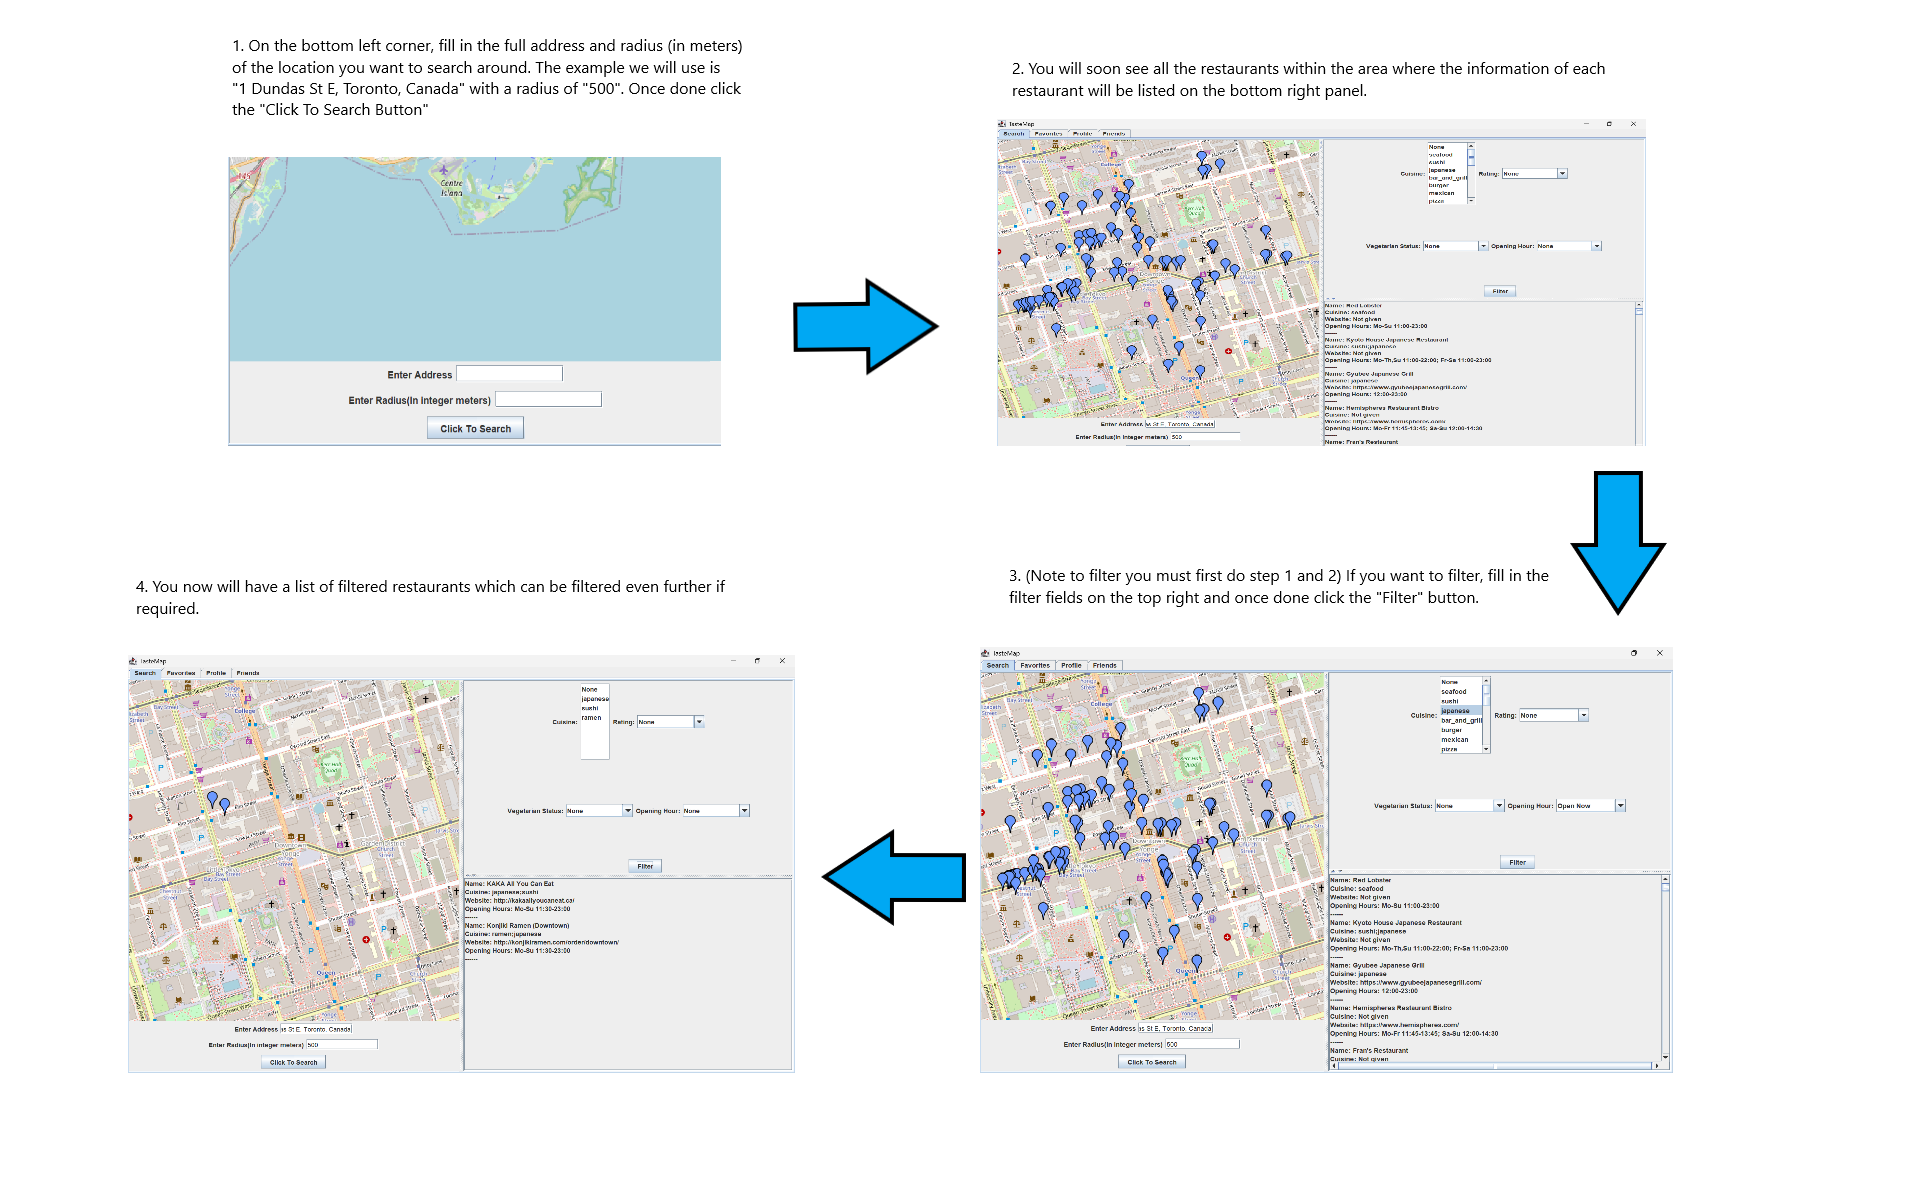 1. On the bottom left corner, fill in the full address and radius (in meters)
of the location you want to search around. The example we will use is
"1 Dundas St E, Toronto, Canada" with a radius of "500". Once done click
the "Click To Search Button"
Centre
Island
Enter Address
Enter Radius(in integer meters)
Click To Search
2. You will soon see all the restaurants within the area where the information of each
restaurant will be listed on the bottom right panel.
TasteMap
Search Favorites Profile Friends
None
seafood
sushi
Cuisine: japanese Rating: None
bar_and_grill
burger
mexican
pizza
Vegetarian Status: None Opening Hour: None
Filter
Name: Red Lobster
Cuisine: seafood
Website: Not given
Opening Hours: Mo-Su 11:00-23:00
------
Name: Kyoto House Japanese Restaurant
Cuisine: sushi;japanese
Website: Not given
Opening Hours: Mo-Th,Su 11:00-22:00; Fr-Sa 11:00-23:00
------
Name: Gyubee Japanese Grill
Cuisine: japanese
Website: https://www.gyubeejapanesegrill.com/
Opening Hours: 12:00-23:00
------
Name: Hemispheres Restaurant Bistro
Cuisine: Not given
Website: https://www.hemispheres.com/
Opening Hours: Mo-Fr 11:45-13:45; Sa-Su 12:00-14:30
------
Name: Fran's Restaurant
Enter Address as St E, Toronto, Canada
Enter Radius(in integer meters) 500
3. (Note to filter you must first do step 1 and 2) If you want to filter, fill in the
filter fields on the top right and once done click the "Filter" button.
TasteMap
Search Favorites Profile Friends
None
seafood
sushi
Cuisine: japanese Rating: None
bar_and_grill
burger
mexican
pizza
Vegetarian Status: None Opening Hour: Open Now
Filter
Name: Red Lobster
Cuisine: seafood
Website: Not given
Opening Hours: Mo-Su 11:00-23:00
------
Name: Kyoto House Japanese Restaurant
Cuisine: sushi;japanese
Website: Not given
Opening Hours: Mo-Th,Su 11:00-22:00; Fr-Sa 11:00-23:00
------
Name: Gyubee Japanese Grill
Cuisine: japanese
Website: https://www.gyubeejapanesegrill.com/
Opening Hours: 12:00-23:00
------
Name: Hemispheres Restaurant Bistro
Cuisine: Not given
Website: https://www.hemispheres.com/
Opening Hours: Mo-Fr 11:45-13:45; Sa-Su 12:00-14:30
------
Name: Fran's Restaurant
Cuisine: Not given
Enter Address as St E, Toronto, Canada
Enter Radius(in integer meters) 500
Click To Search
4. You now will have a list of filtered restaurants which can be filtered even further if
required.
TasteMap
Search Favorites Profile Friends
None
japanese
sushi
Cuisine: ramen Rating: None
Vegetarian Status: None Opening Hour: None
Filter
Name: KAKA All You Can Eat
Cuisine: japanese;sushi
Website: http://kakaallyoucaneat.ca/
Opening Hours: Mo-Su 11:30-23:00
------
Name: Konjiki Ramen (Downtown)
Cuisine: ramen;japanese
Website: http://konjikiramen.com/order/downtown/
Opening Hours: Mo-Su 11:30-23:00
------
College
Queen
Enter Address as St E, Toronto, Canada
Enter Radius(in integer meters) 500
Click To Search